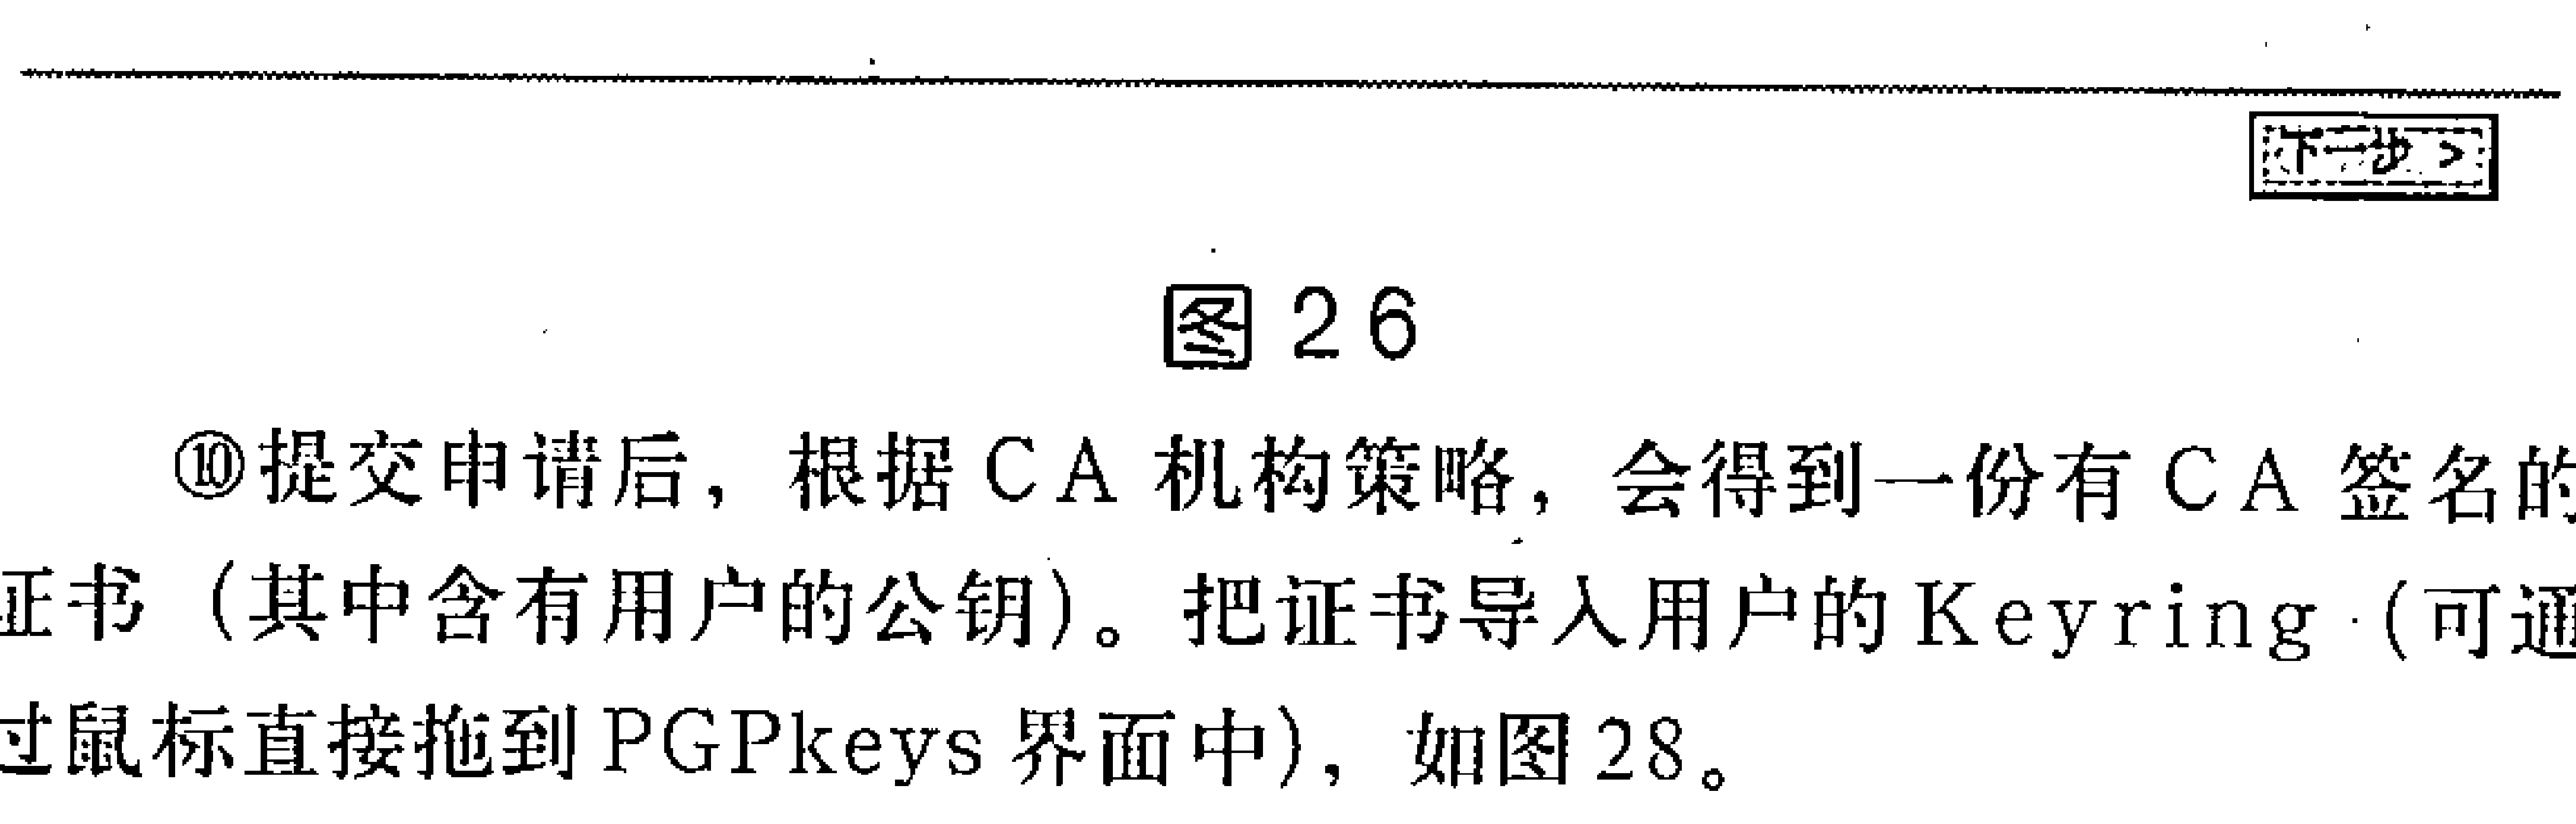 下一步 >
图 26
⑩提交申请后，根据 CA 机构策略，会得到一份有 CA 签名的
证书（其中含有用户的公钥）。把证书导入用户的 Keyring（可通
过鼠标直接拖到 PGPkeys 界面中），如图 28。